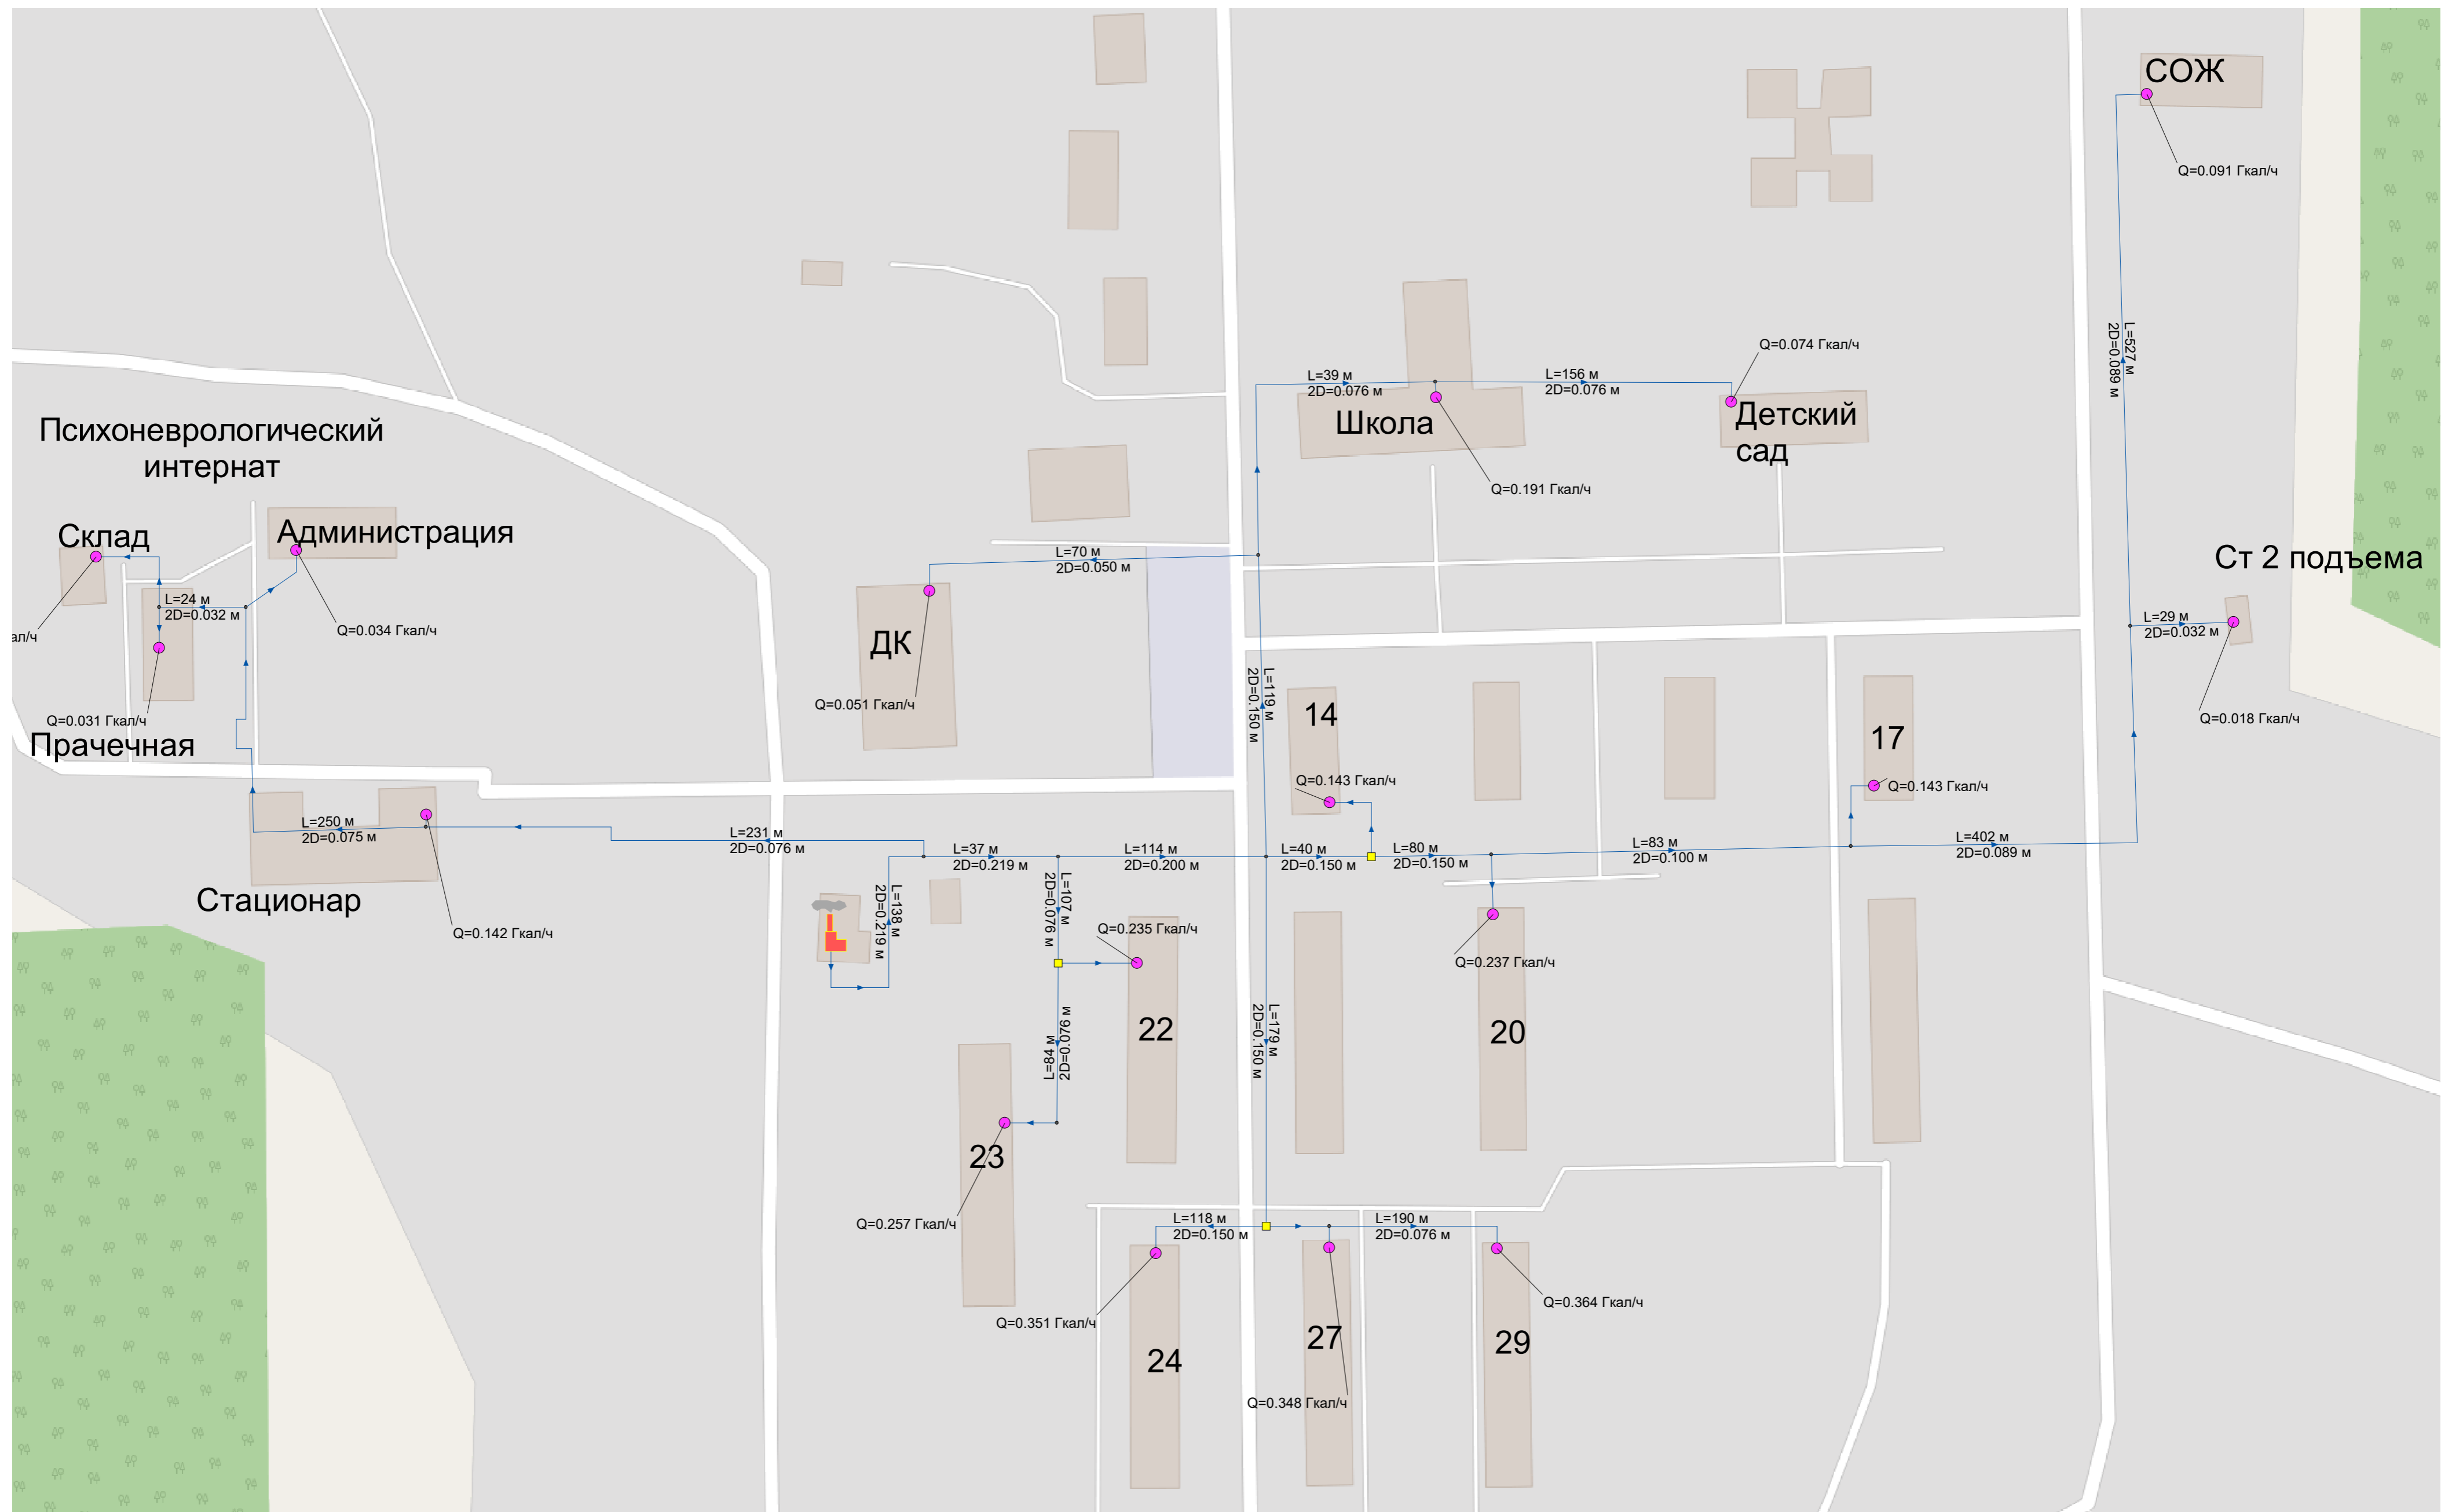 СОЖ
Q=0.091 Гкал/ч
L=527 м
2D=0.089 м
Q=0.074 Гкал/ч
L=39 м
2D=0.076 м
L=156 м
2D=0.076 м
Школа
Детский
сад
Q=0.191 Гкал/ч
Психоневрологический
интернат
Склад
Администрация
L=24 м
2D=0.032 м
ал/ч
Q=0.034 Гкал/ч
Q=0.031 Гкал/ч
Прачечная
L=70 м
2D=0.050 м
ДК
Q=0.051 Гкал/ч
L=119 м
2D=0.150 м
Ст 2 подъема
L=29 м
2D=0.032 м
Q=0.018 Гкал/ч
14
Q=0.143 Гкал/ч
17
Q=0.143 Гкал/ч
L=250 м
2D=0.075 м
Стационар
Q=0.142 Гкал/ч
L=231 м
2D=0.076 м
L=138 м
2D=0.219 м
L=37 м
2D=0.219 м
L=114 м
2D=0.200 м
L=40 м
2D=0.150 м
L=80 м
2D=0.150 м
L=83 м
2D=0.100 м
L=402 м
2D=0.089 м
L=107 м
2D=0.076 м
Q=0.235 Гкал/ч
22
Q=0.237 Гкал/ч
20
L=84 м
2D=0.076 м
L=179 м
2D=0.150 м
23
Q=0.257 Гкал/ч
L=118 м
2D=0.150 м
L=190 м
2D=0.076 м
Q=0.351 Гкал/ч
24
27
Q=0.348 Гкал/ч
29
Q=0.364 Гкал/ч